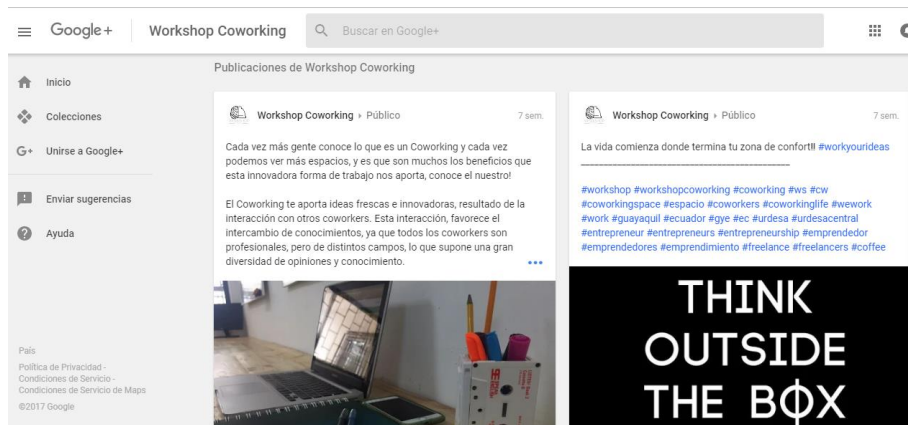 Google+ Workshop Coworking Buscar en Google+
Inicio
Colecciones
G+ Unirse a Google+
Enviar sugerencias
Ayuda
País
Política de Privacidad -
Condiciones de Servicio -
Condiciones de Servicio de Maps
©2017 Google
Publicaciones de Workshop Coworking
Workshop Coworking › Público 7 sem.
Cada vez más gente conoce lo que es un Coworking y cada vez
podemos ver más espacios, y es que son muchos los beneficios que
esta innovadora forma de trabajo nos aporta, conoce el nuestro!
El Coworking te aporta ideas frescas e innovadoras, resultado de la
interacción con otros coworkers. Esta interacción, favorece el
intercambio de conocimientos, ya que todos los coworkers son
profesionales, pero de distintos campos, lo que supone una gran
diversidad de opiniones y conocimiento.
Workshop Coworking › Público 7 sem.
La vida comienza donde termina tu zona de confort!! #workyourideas
#workshop #workshopcoworking #coworking #ws #cw
#coworkingspace #espacio #coworkers #coworkinglife #wework
#work #guayaquil #ecuador #gye #ec #urdesa #urdesacentral
#entrepreneur #entrepreneurs #entrepreneurship #emprendedor
#emprendedores #emprendimiento #freelance #freelancers #coffee
THINK
OUTSIDE
THE BOX